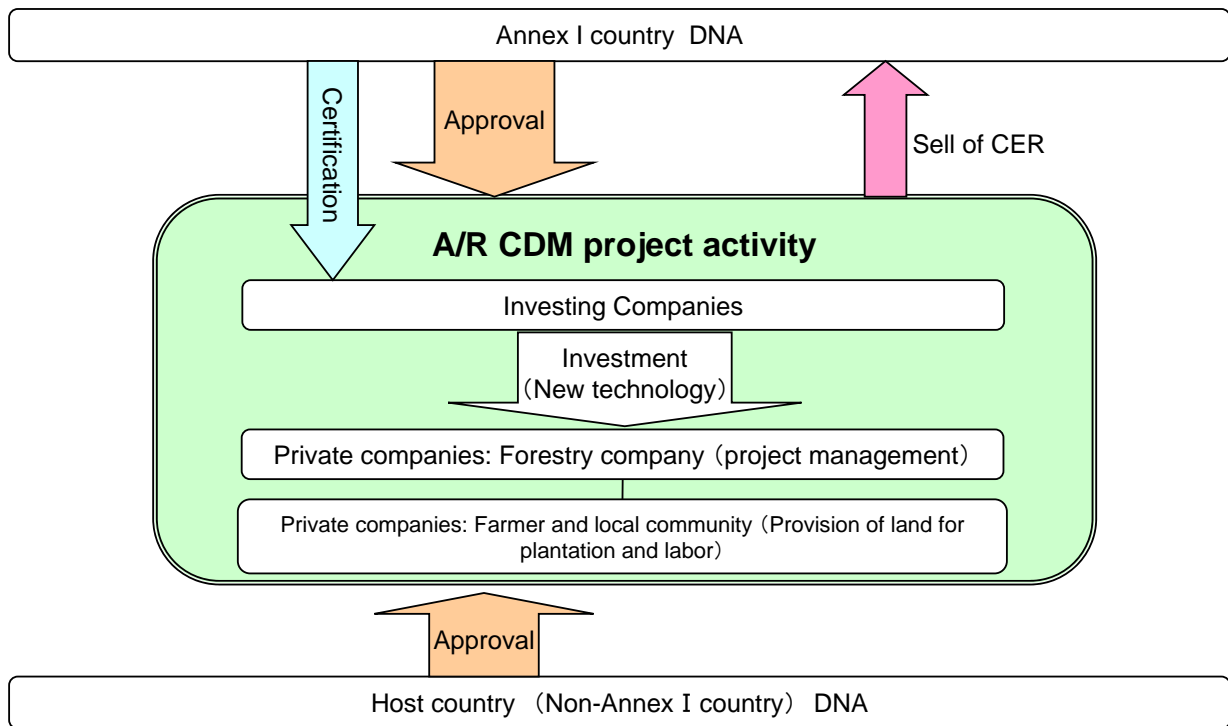 Annex I country DNA
Certification
Approval
Sell of CER
A/R CDM project activity
Investing Companies
Investment
（New technology）
Private companies: Forestry company（project management）
Private companies: Farmer and local community（Provision of land for
plantation and labor）
Approval
Host country （Non-Annex Ｉ country） DNA